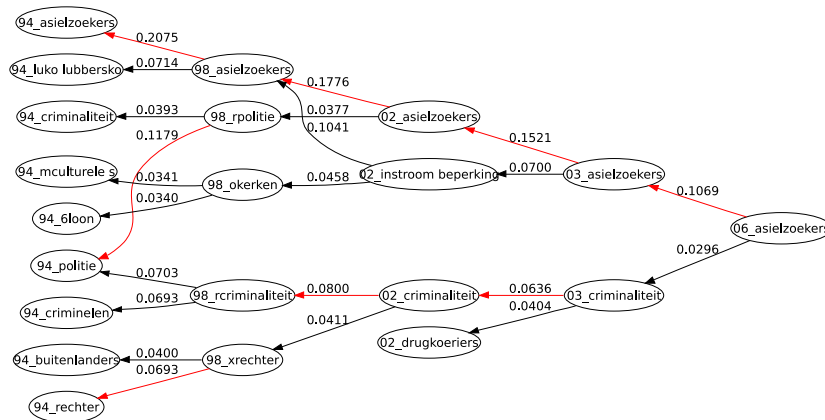 94_asielzoekers
0.2075
94_luko lubbersko
0.0714
98_asielzoekers
0.1776
94_criminaliteit
0.0393
98_rpolitie
0.0377
02_asielzoekers
0.1179
0.1041
0.1521
94_mculturele s
0.0341
98_okerken
0.0458
02_instroom beperking
0.0700
03_asielzoekers
0.1069
94_6loon
0.0340
06_asielzoekers
0.0296
94_politie
0.0703
94_criminelen
0.0693
98_rcriminaliteit
0.0800
02_criminaliteit
0.0636
03_criminaliteit
0.0404
0.0411
02_drugkoeriers
94_buitenlanders
0.0400
98_xrechter
0.0693
94_rechter